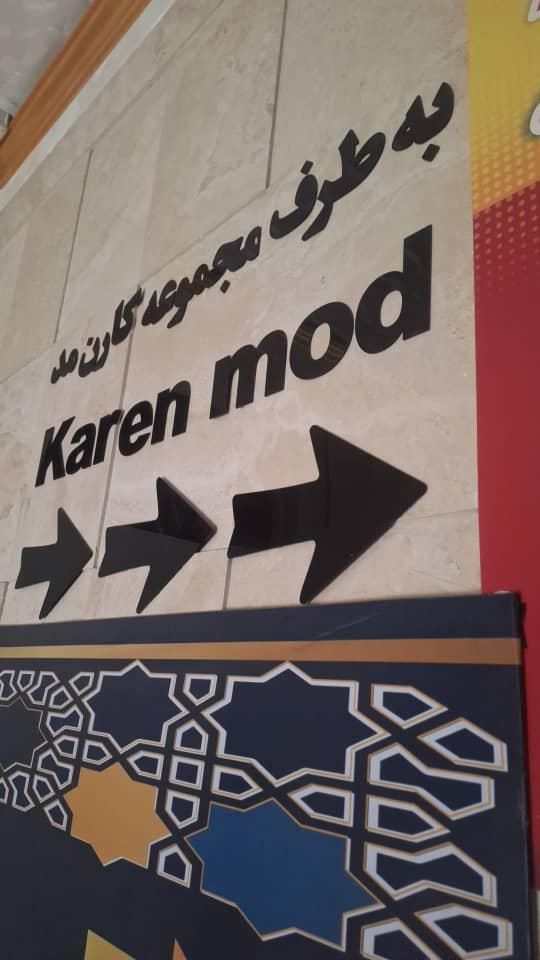 به طرف مجموعه کارن مد
Karen mod